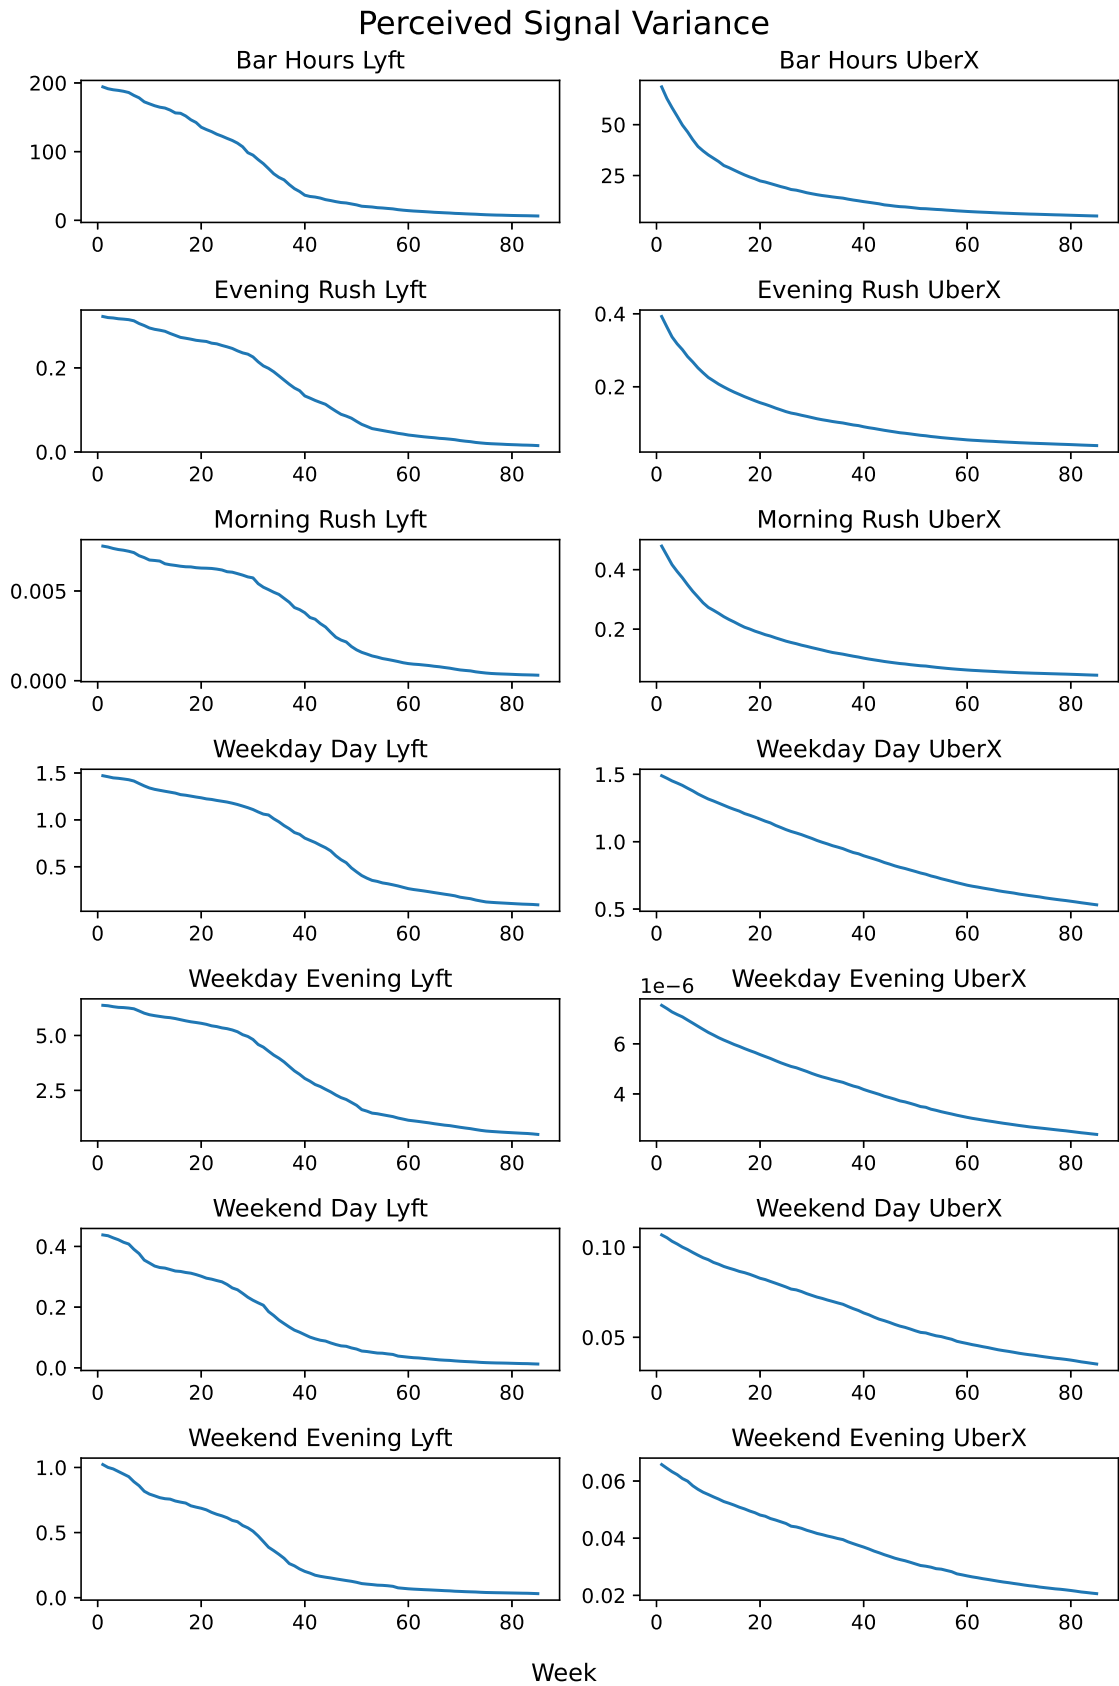 Perceived Signal Variance
Bar Hours Lyft
200
100
0
0 20 40 60 80
Bar Hours UberX
50
25
0 20 40 60 80
Evening Rush Lyft
0.2
0.0
0 20 40 60 80
Evening Rush UberX
0.4
0.2
0 20 40 60 80
Morning Rush Lyft
0.005
0.000
0 20 40 60 80
Morning Rush UberX
0.4
0.2
0 20 40 60 80
Weekday Day Lyft
1.5
1.0
0.5
0 20 40 60 80
Weekday Day UberX
1.5
1.0
0.5
0 20 40 60 80
Weekday Evening Lyft
5.0
2.5
0 20 40 60 80
1e−6 Weekday Evening UberX
6
4
0 20 40 60 80
Weekend Day Lyft
0.4
0.2
0.0
0 20 40 60 80
Weekend Day UberX
0.10
0.05
0 20 40 60 80
Weekend Evening Lyft
1.0
0.5
0.0
0 20 40 60 80
Weekend Evening UberX
0.06
0.04
0.02
0 20 40 60 80
Week